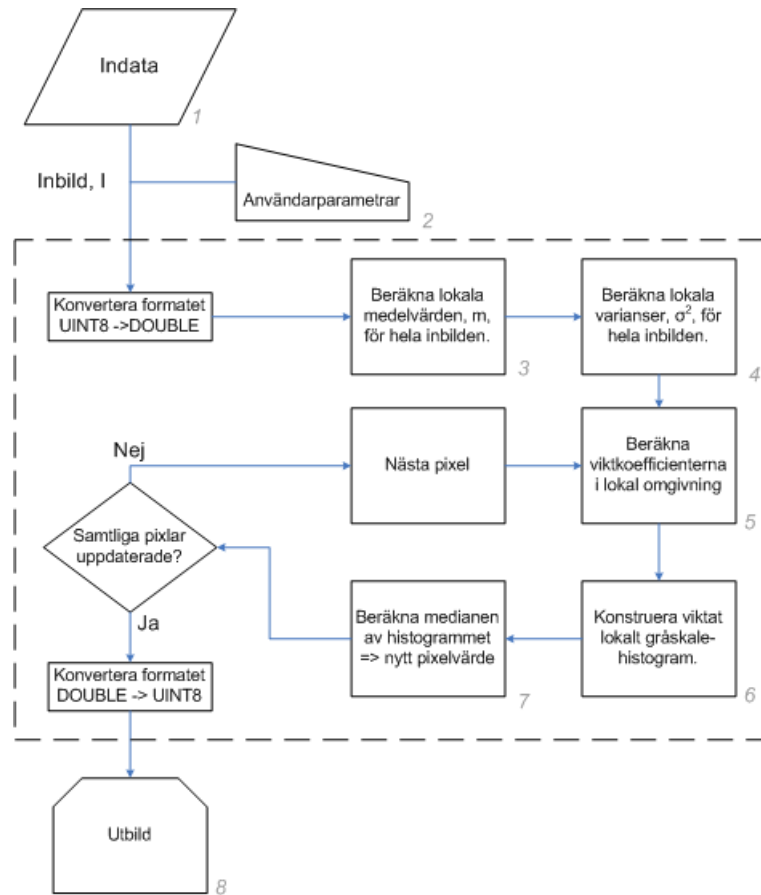 Indata
1
Inbild, I
Användarparametrar
2
Konvertera formatet
UINT8 ->DOUBLE
Beräkna lokala
medelvärden, m,
för hela inbilden.
3
Beräkna lokala
varianser, σ², för
hela inbilden.
4
Nej
Nästa pixel
Beräkna
viktkoefficienterna
i lokal omgivning
5
Samtliga pixlar
uppdaterade?
Ja
Beräkna medianen
av histogrammet
=> nytt pixelvärde
7
Konstruera viktat
lokalt gråskale-
histogram.
6
Konvertera formatet
DOUBLE -> UINT8
Utbild
8